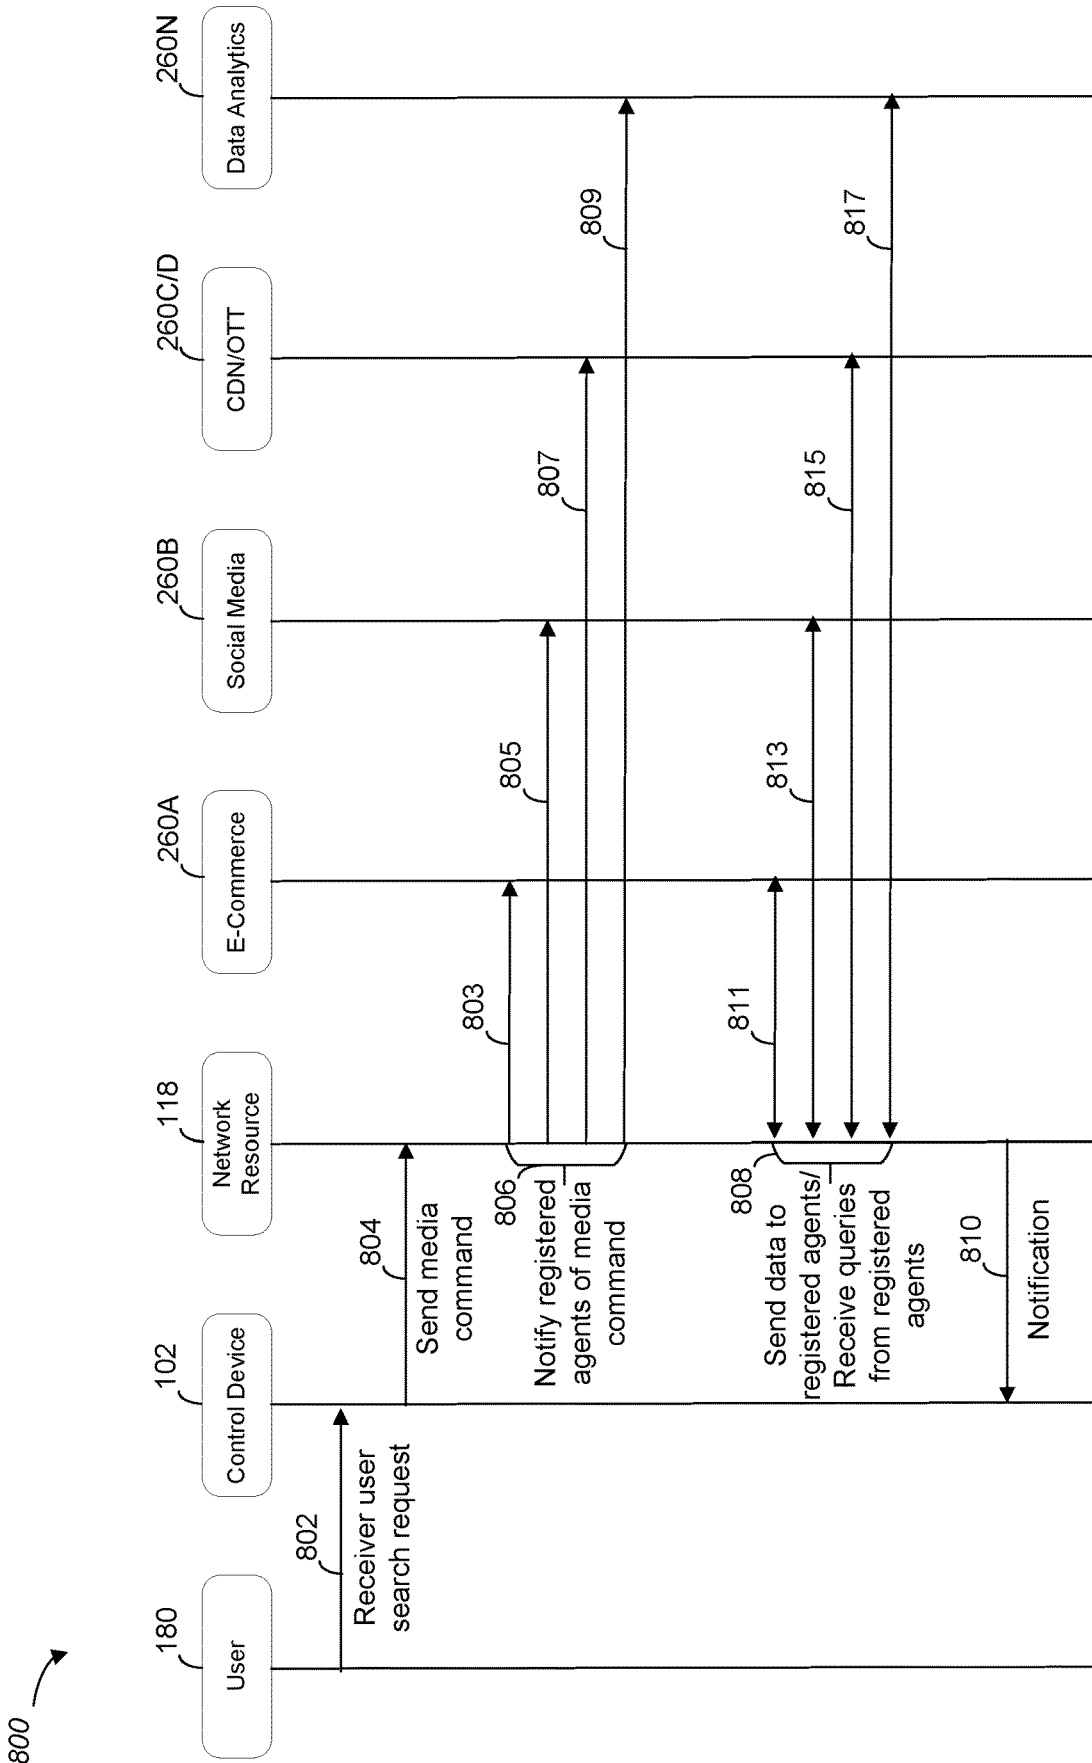 800
180
102
118
260A
260B
260C/D
260N
User
Control Device
Network
Resource
E-Commerce
Social Media
CDN/OTT
Data Analytics
802
Receiver user
search request
804
Send media
command
803
805
807
809
806
Notify registered
agents of media
command
811
813
815
817
808
Send data to
registered agents/
Receive queries
from registered
agents
810
Notification